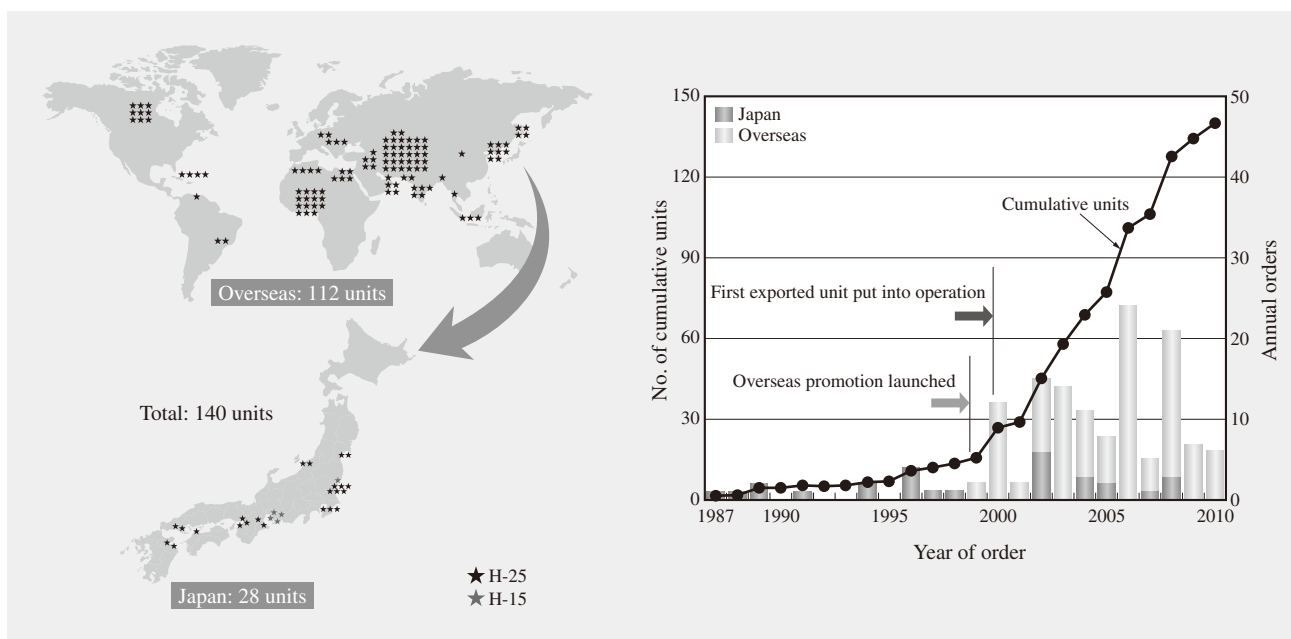 Overseas: 112 units
Total: 140 units
Japan: 28 units
H-25
H-15
150
120
90
60
30
0
No. of cumulative units
Japan
Overseas
Cumulative units
First exported unit put into operation
Overseas promotion launched
50
40
30
20
10
0
Annual orders
1987 1990 1995 2000 2005 2010
Year of order